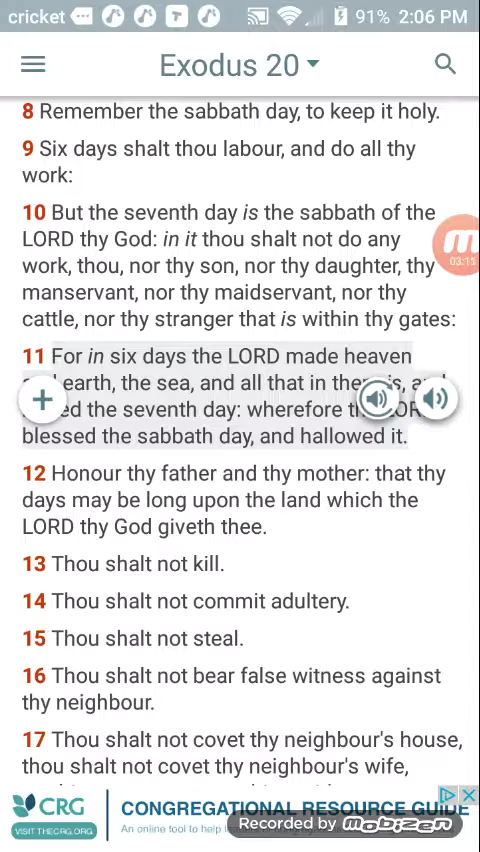 cricket 91% 2:06 PM
Exodus 20
8 Remember the sabbath day, to keep it holy.
9 Six days shalt thou labour, and do all thy
work:
10 But the seventh day is the sabbath of the
LORD thy God: in it thou shalt not do any
work, thou, nor thy son, nor thy daughter, thy
manservant, nor thy maidservant, nor thy
cattle, nor thy stranger that is within thy gates:
03:11
11 For in six days the LORD made heaven
earth, the sea, and all that in
the seventh day: wherefore
blessed the sabbath day, and hallowed it.
12 Honour thy father and thy mother: that thy
days may be long upon the land which the
LORD thy God giveth thee.
13 Thou shalt not kill.
14 Thou shalt not commit adultery.
15 Thou shalt not steal.
16 Thou shalt not bear false witness against
thy neighbour.
17 Thou shalt not covet thy neighbour's house,
thou shalt not covet thy neighbour's wife,
CRG
VISIT THECRG.ORG
CONGREGATIONAL RESOURCE GUIDE
An online tool to help
Recorded by mobizen